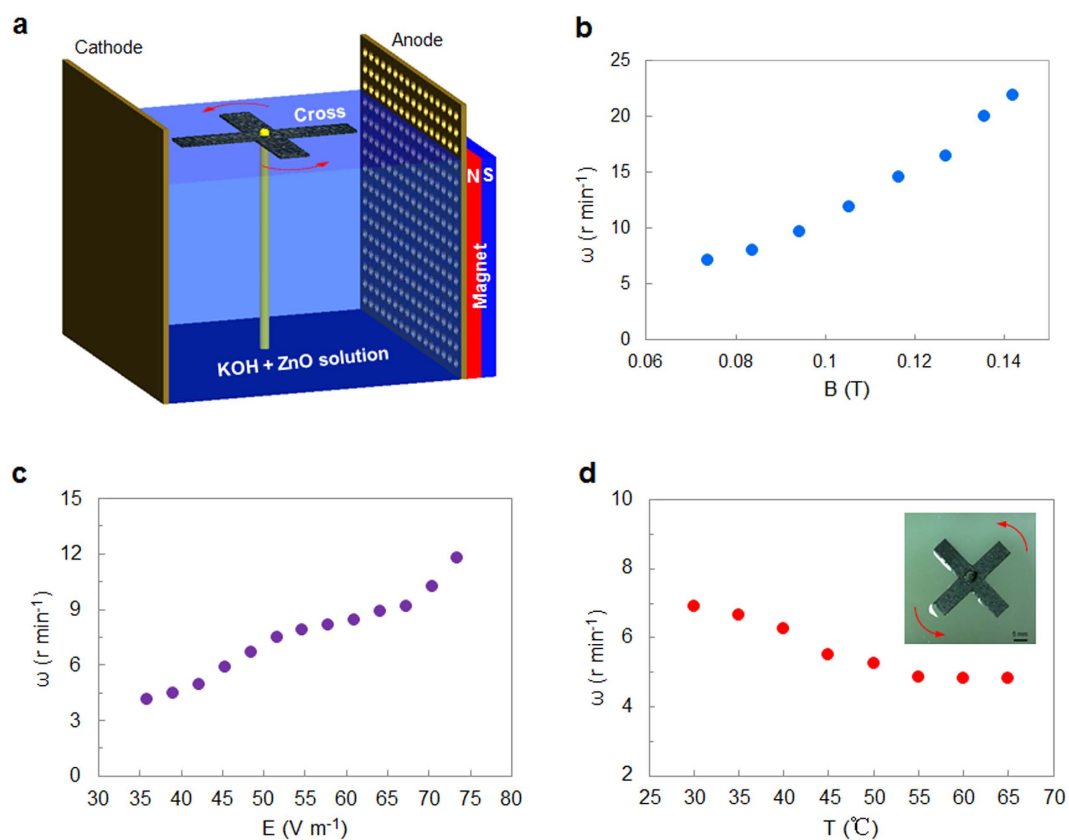 a
Cathode
Anode
Cross
N S
Magnet
KOH + ZnO solution
b
25
20
15
10
5
0
ω (r min⁻¹)
0.06 0.08 0.1 0.12 0.14
B (T)
c
15
12
9
6
3
0
ω (r min⁻¹)
30 35 40 45 50 55 60 65 70 75 80
E (V m⁻¹)
d
10
8
6
4
2
ω (r min⁻¹)
5 mm
25 30 35 40 45 50 55 60 65 70
T (℃)